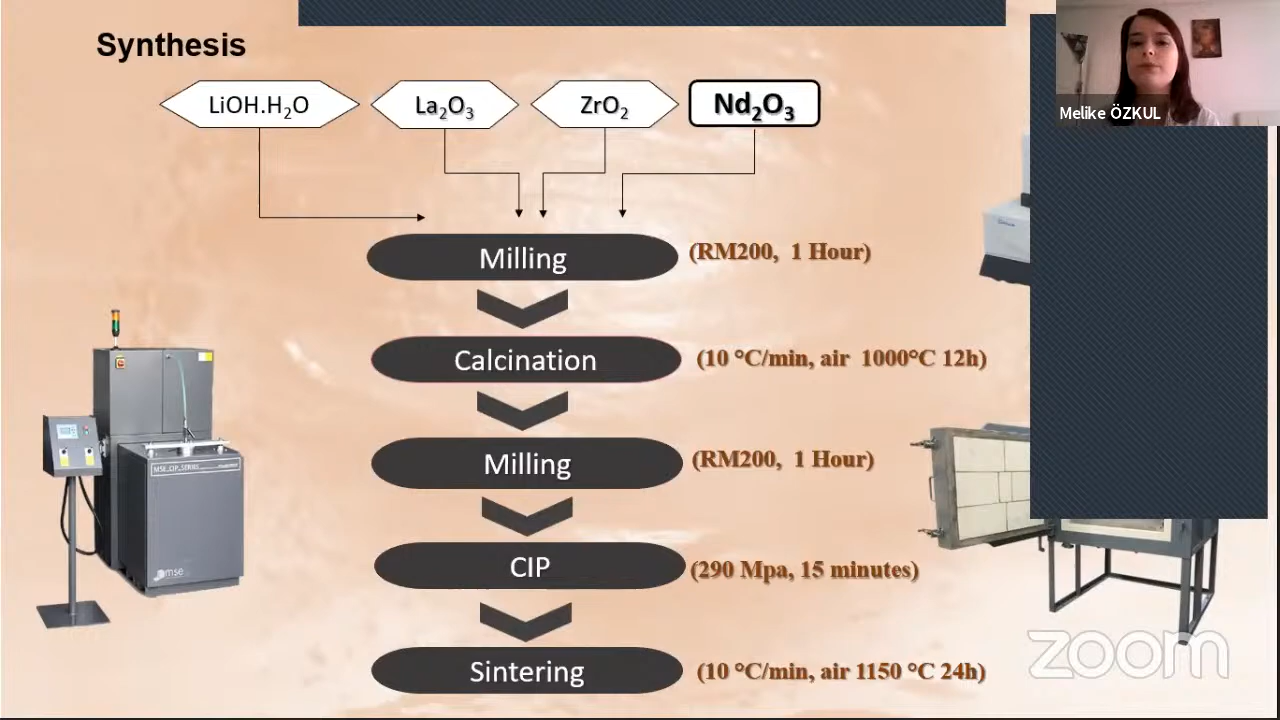 Synthesis
LiOH.H₂O
La₂O₃
ZrO₂
Nd₂O₃
Melike ÖZKUL
Milling
(RM200, 1 Hour)
Calcination
(10 °C/min, air 1000°C 12h)
Milling
(RM200, 1 Hour)
CIP
(290 Mpa, 15 minutes)
Sintering
(10 °C/min, air 1150 °C 24h)
mse
zoom